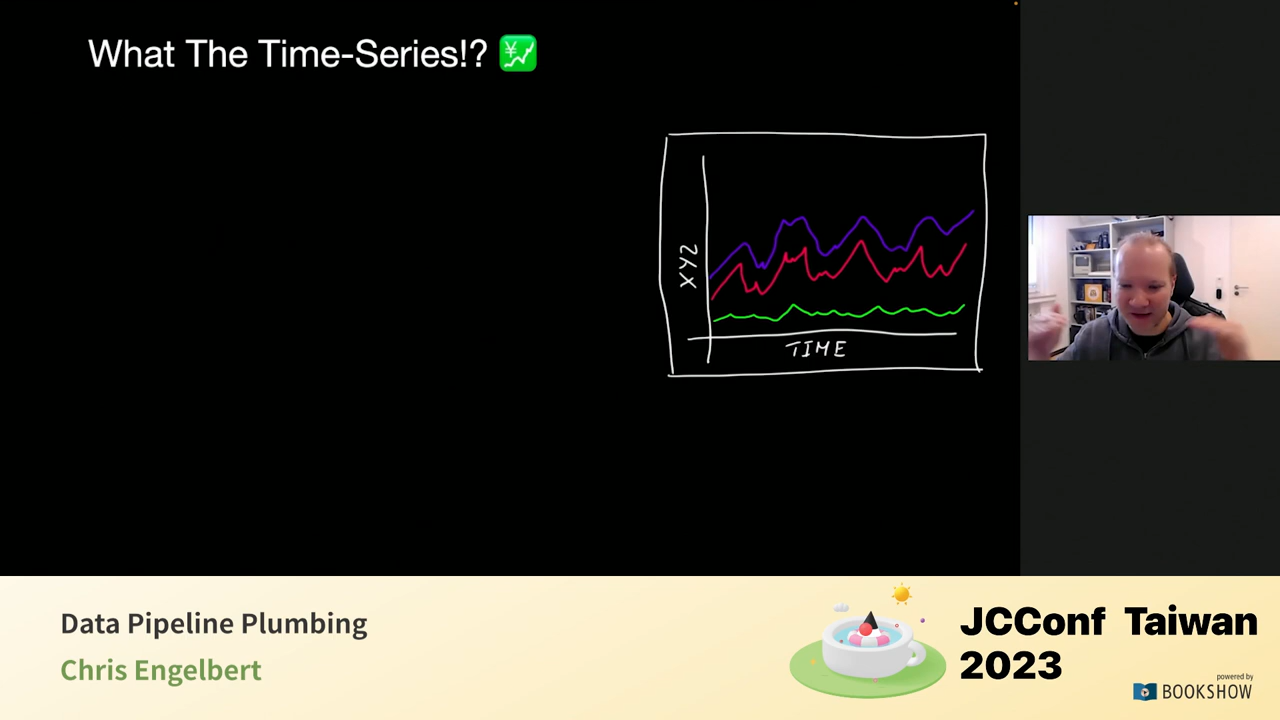 What The Time-Series!?
XYZ
TIME
Data Pipeline Plumbing
Chris Engelbert
JCConf Taiwan
2023
powered by
BOOKSHOW